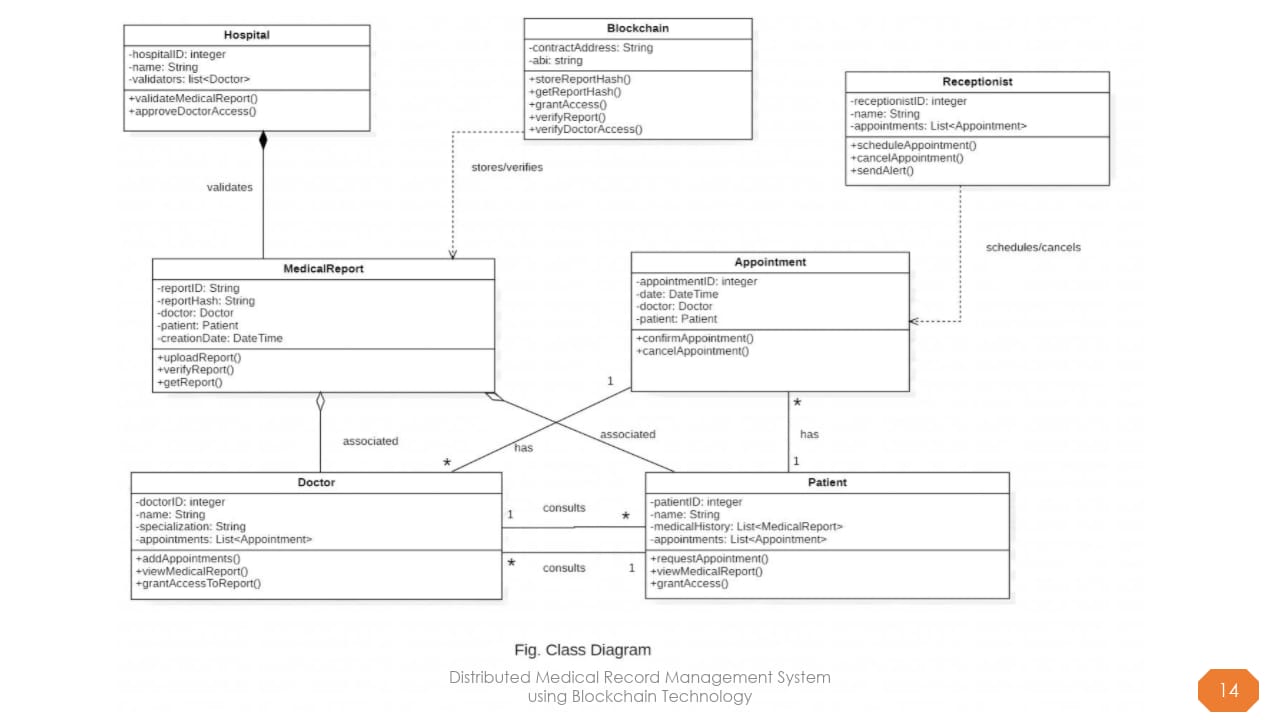 Hospital
-hospitalID: integer
-name: String
-validators: list<Doctor>
+validateMedicalReport()
+approveDoctorAccess()
Blockchain
-contractAddress: String
-abi: string
+storeReportHash()
+getReportHash()
+grantAccess()
+verifyReport()
+verifyDoctorAccess()
Receptionist
-receptionistID: integer
-name: String
-appointments: List<Appointment>
+scheduleAppointment()
+cancelAppointment()
+sendAlert()
validates
stores/verifies
schedules/cancels
MedicalReport
-reportID: String
-reportHash: String
-doctor: Doctor
-patient: Patient
-creationDate: DateTime
+uploadReport()
+verifyReport()
+getReport()
Appointment
-appointmentID: integer
-date: DateTime
-doctor: Doctor
-patient: Patient
+confirmAppointment()
+cancelAppointment()
1
*
associated
has
associated
has
*
1
Doctor
-doctorID: integer
-name: String
-specialization: String
-appointments: List<Appointment>
+addAppointments()
+viewMedicalReport()
+grantAccessToReport()
1 consults *
* consults 1
Patient
-patientID: integer
-name: String
-medicalHistory: List<MedicalReport>
-appointments: List<Appointment>
+requestAppointment()
+viewMedicalReport()
+grantAccess()
Fig. Class Diagram
Distributed Medical Record Management System
using Blockchain Technology
14